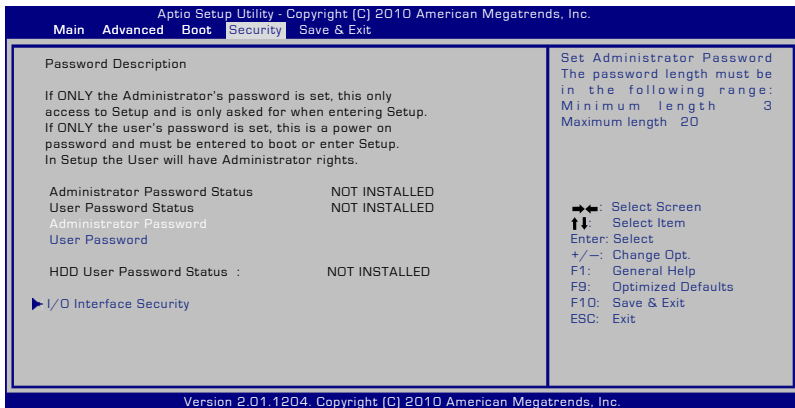 Aptio Setup Utility - Copyright (C) 2010 American Megatrends, Inc.
Main Advanced Boot Security Save & Exit
Password Description
If ONLY the Administrator's password is set, this only
access to Setup and is only asked for when entering Setup.
If ONLY the user's password is set, this is a power on
password and must be entered to boot or enter Setup.
In Setup the User will have Administrator rights.
Administrator Password Status NOT INSTALLED
User Password Status NOT INSTALLED
Administrator Password
User Password
HDD User Password Status : NOT INSTALLED
I/O Interface Security
Set Administrator Password
The password length must be
in the following range:
Minimum length 3
Maximum length 20
→←: Select Screen
↑↓: Select Item
Enter: Select
+/—: Change Opt.
F1: General Help
F9: Optimized Defaults
F10: Save & Exit
ESC: Exit
Version 2.01.1204. Copyright (C) 2010 American Megatrends, Inc.